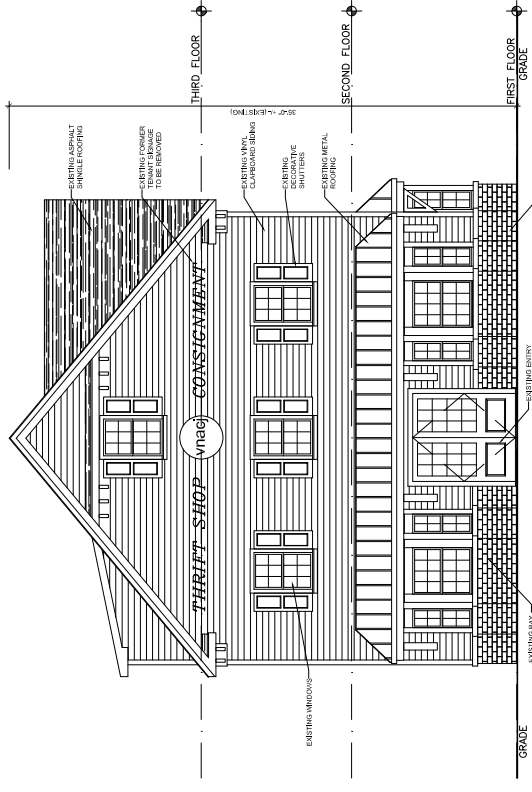 THIRD FLOOR
SECOND FLOOR
FIRST FLOOR
GRADE
35'-0" +/- (EXISTING)
EXISTING ASPHALT
SHINGLE ROOFING
EXISTING FORMER
TENANT SIGNAGE
TO BE REMOVED
EXISTING VINYL
CLAPBOARD SIDING
EXISTING
DECORATIVE
SHUTTERS
EXISTING METAL
ROOFING
THRIFT SHOP vnacj CONSIGNMENT
EXISTING WINDOWS
EXISTING ENTRY
EXISTING BAY
GRADE